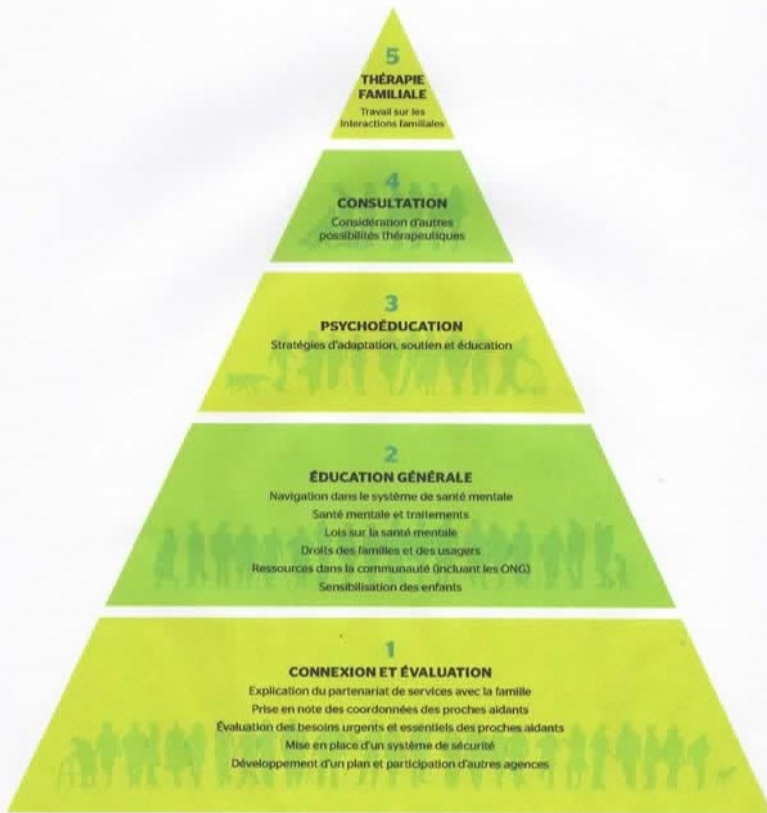 5
THÉRAPIE
FAMILIALE
Travail sur les
interactions familiales
4
CONSULTATION
Considération d'autres
possibilités thérapeutiques
3
PSYCHOÉDUCATION
Stratégies d'adaptation, soutien et éducation
2
ÉDUCATION GÉNÉRALE
Navigation dans le système de santé mentale
Santé mentale et traitements
Lois sur la santé mentale
Droits des familles et des usagers
Ressources dans la communauté (incluant les ONG)
Sensibilisation des enfants
1
CONNEXION ET ÉVALUATION
Explication du partenariat de services avec la famille
Prise en note des coordonnées des proches aidants
Évaluation des besoins urgents et essentiels des proches aidants
Mise en place d'un système de sécurité
Développement d'un plan et participation d'autres agences